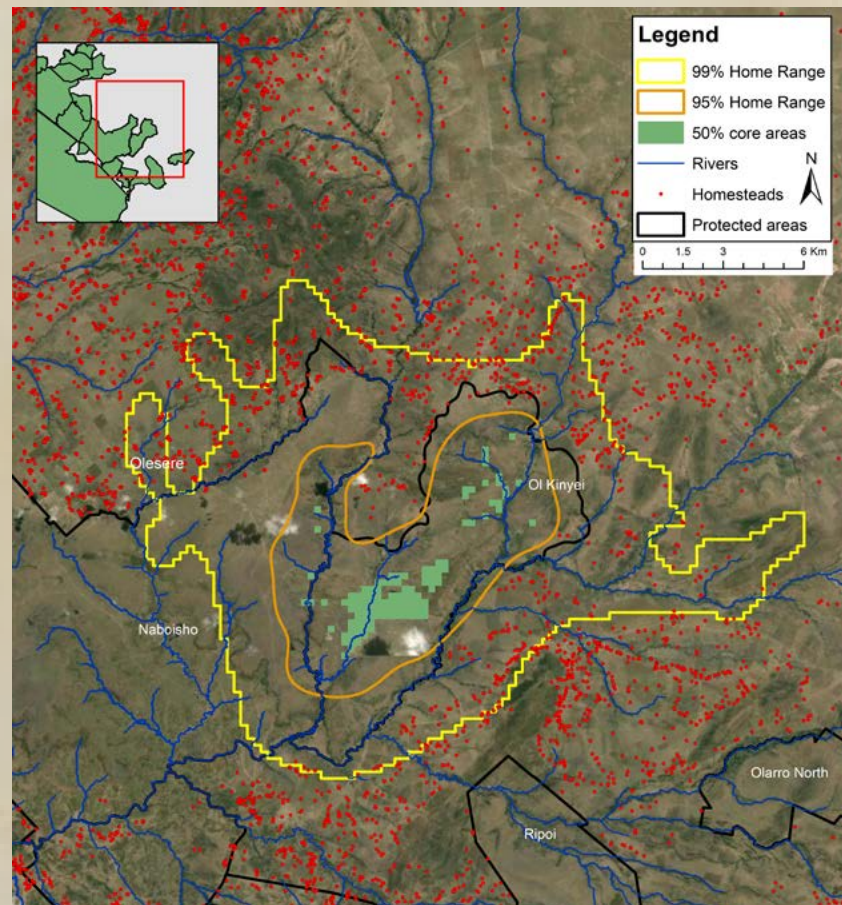 Legend
99% Home Range
95% Home Range
50% core areas
Rivers
N
Homesteads
Protected areas
0 1.5 3 6 Km
Olesere
Ol Kinyei
Naboisho
Olarro North
Ripoi